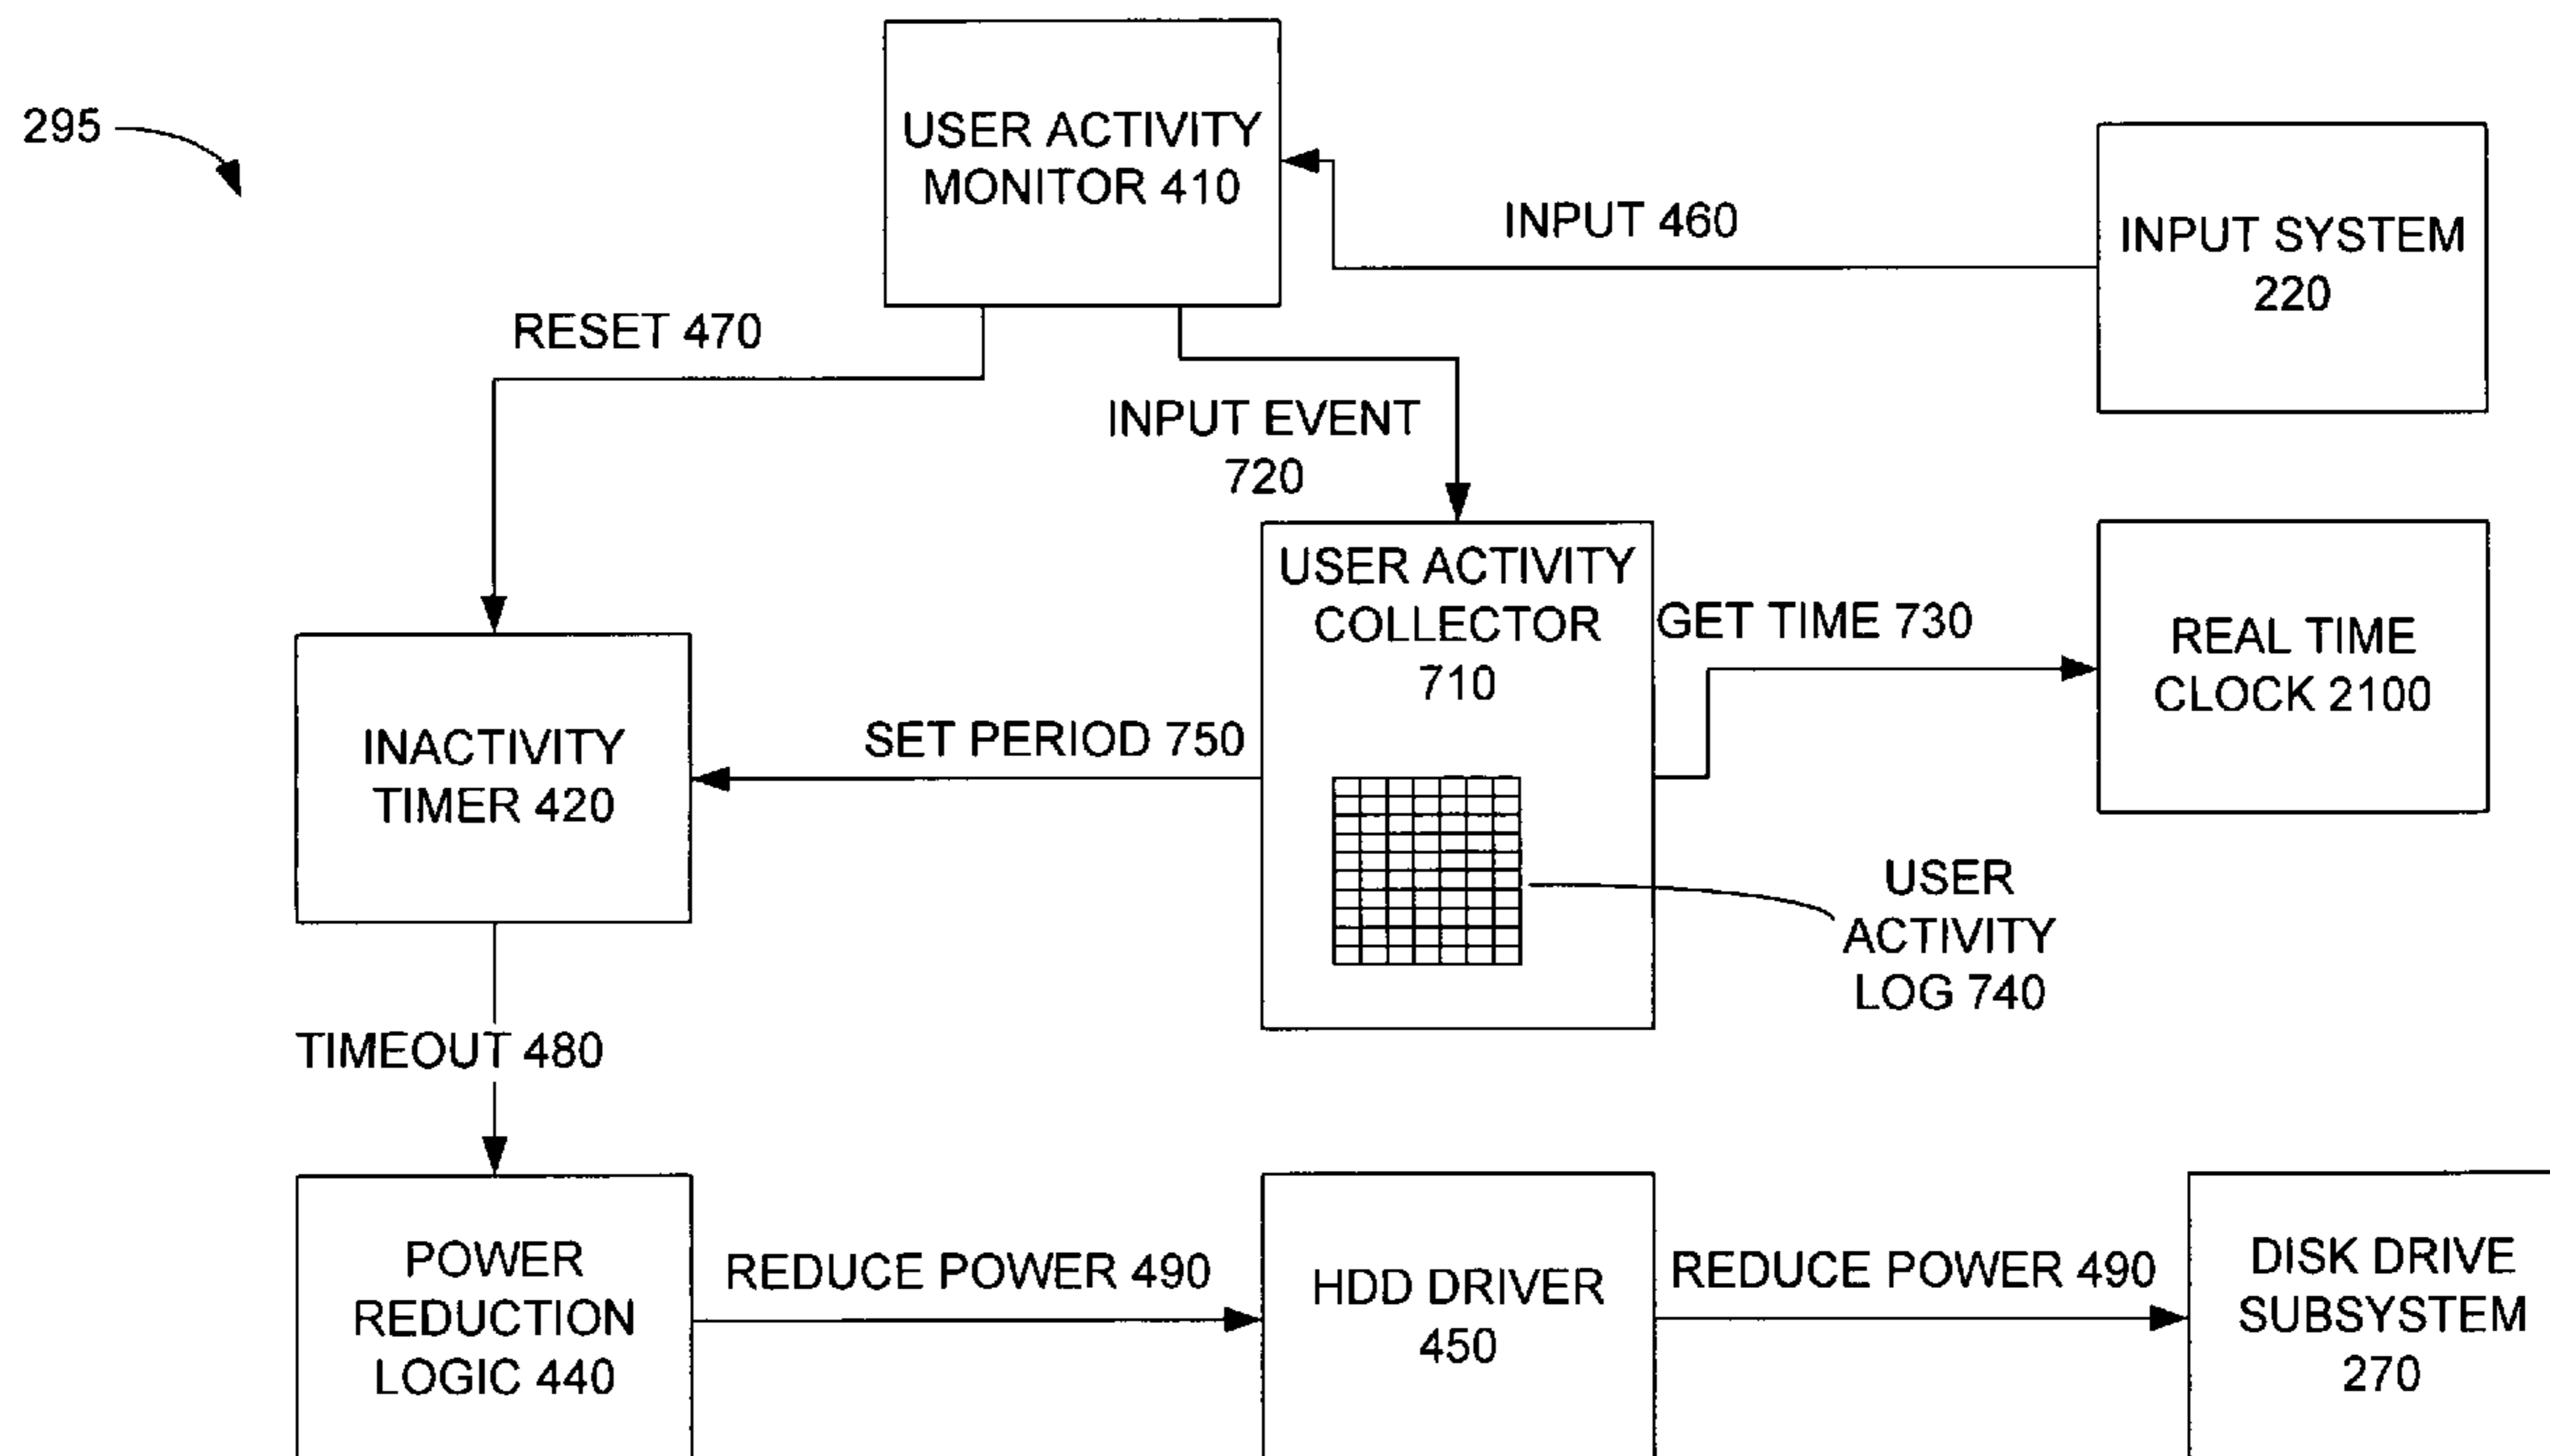 295
USER ACTIVITY
MONITOR 410
INPUT 460
INPUT SYSTEM
220
RESET 470
INPUT EVENT
720
USER ACTIVITY
COLLECTOR
710
GET TIME 730
REAL TIME
CLOCK 2100
INACTIVITY
TIMER 420
SET PERIOD 750
USER
ACTIVITY
LOG 740
TIMEOUT 480
POWER
REDUCTION
LOGIC 440
REDUCE POWER 490
HDD DRIVER
450
REDUCE POWER 490
DISK DRIVE
SUBSYSTEM
270